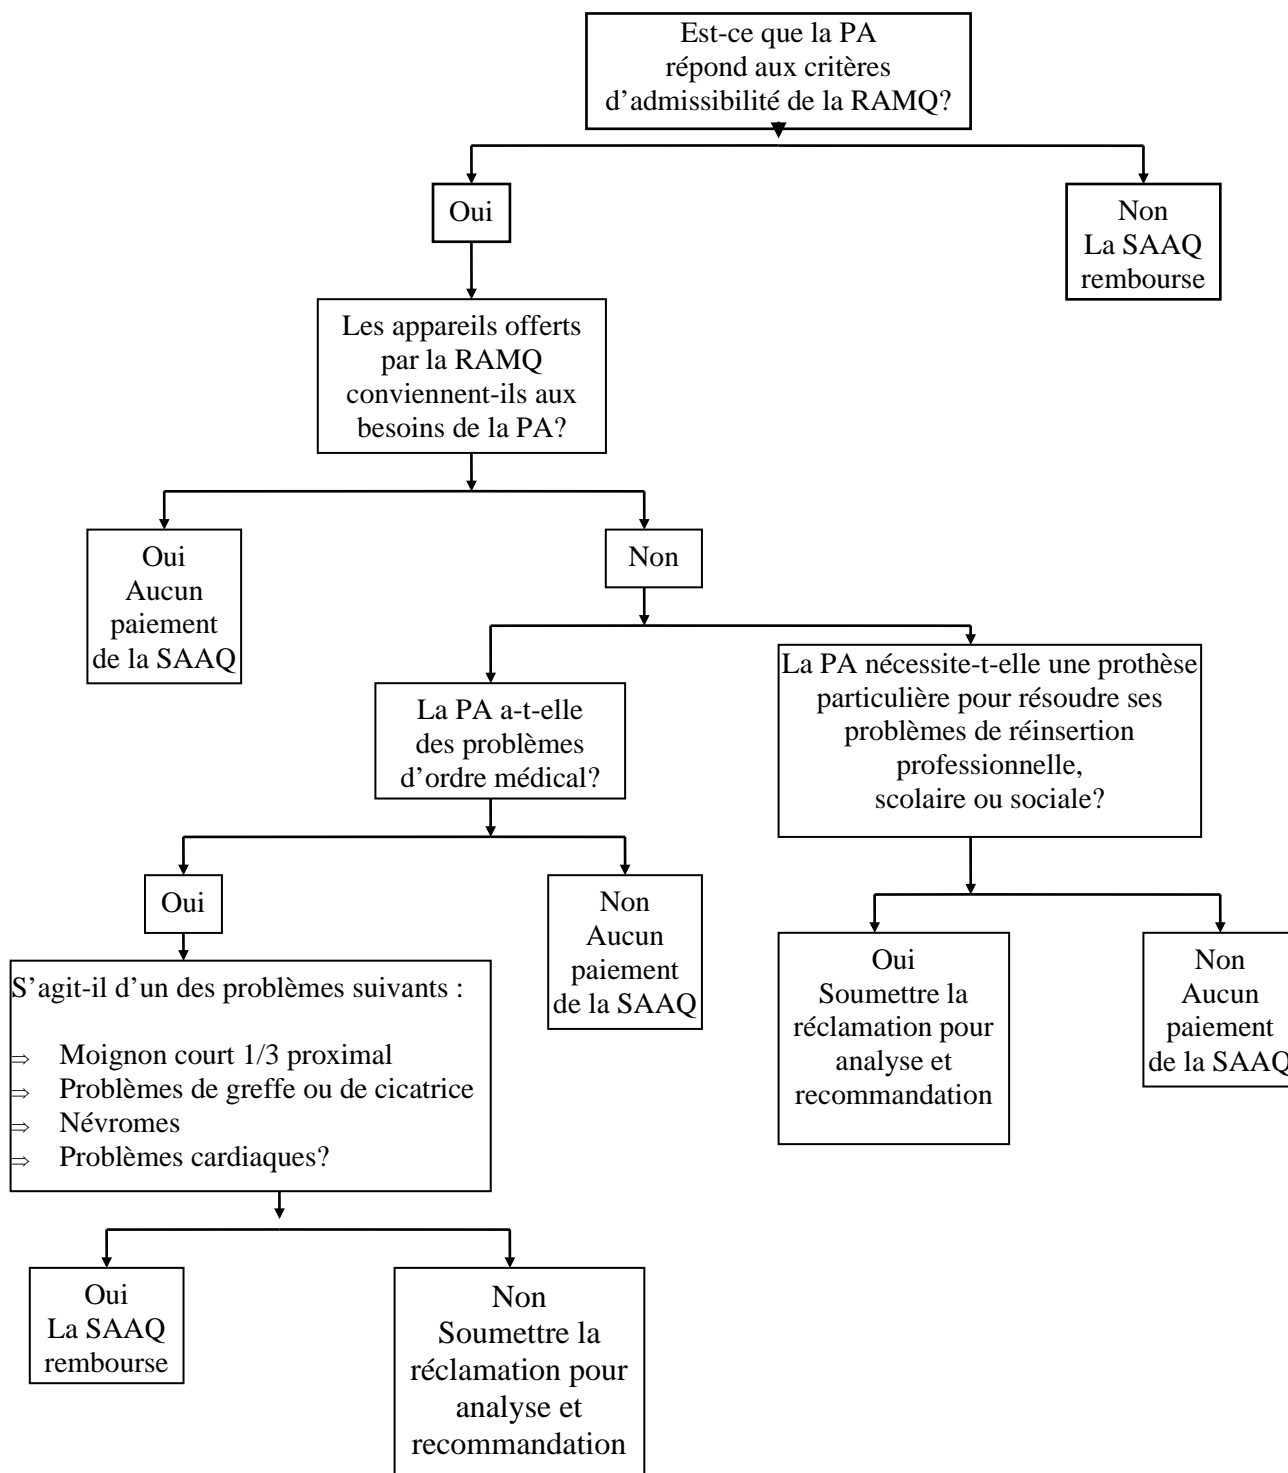 Est-ce que la PA
répond aux critères
d’admissibilité de la RAMQ?
Oui
Non
La SAAQ
rembourse
Les appareils offerts
par la RAMQ
conviennent-ils aux
besoins de la PA?
Oui
Aucun
paiement
de la SAAQ
Non
La PA a-t-elle
des problèmes
d’ordre médical?
La PA nécessite-t-elle une prothèse
particulière pour résoudre ses
problèmes de réinsertion
professionnelle,
scolaire ou sociale?
Oui
Non
Aucun
paiement
de la SAAQ
Oui
Soumettre la
réclamation pour
analyse et
recommandation
Non
Aucun
paiement
de la SAAQ
S’agit-il d’un des problèmes suivants :
⇒ Moignon court 1/3 proximal
⇒ Problèmes de greffe ou de cicatrice
⇒ Névromes
⇒ Problèmes cardiaques?
Oui
La SAAQ
rembourse
Non
Soumettre la
réclamation pour
analyse et
recommandation